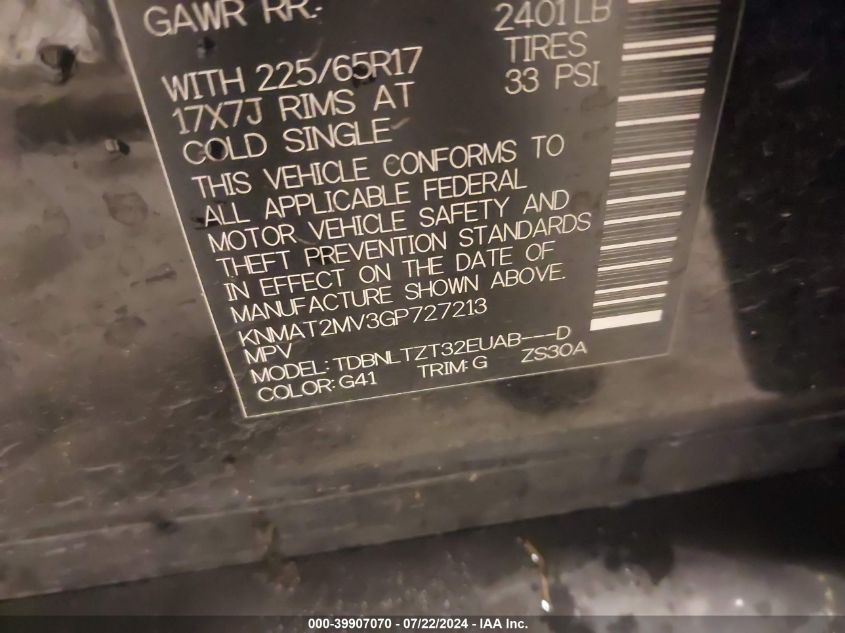 GAWR RR: 2401LB
WITH 225/65R17 TIRES
17X7J RIMS AT 33 PSI
COLD SINGLE
THIS VEHICLE CONFORMS TO
ALL APPLICABLE FEDERAL
MOTOR VEHICLE SAFETY AND
THEFT PREVENTION STANDARDS
IN EFFECT ON THE DATE OF
MANUFACTURE SHOWN ABOVE.
KNMAT2MV3GP727213
MPV
MODEL: TDBNLTZT32EUAB---D
COLOR: G41 TRIM: G ZS30A
000-39907070 / 07/22/2024 - IAA Inc.